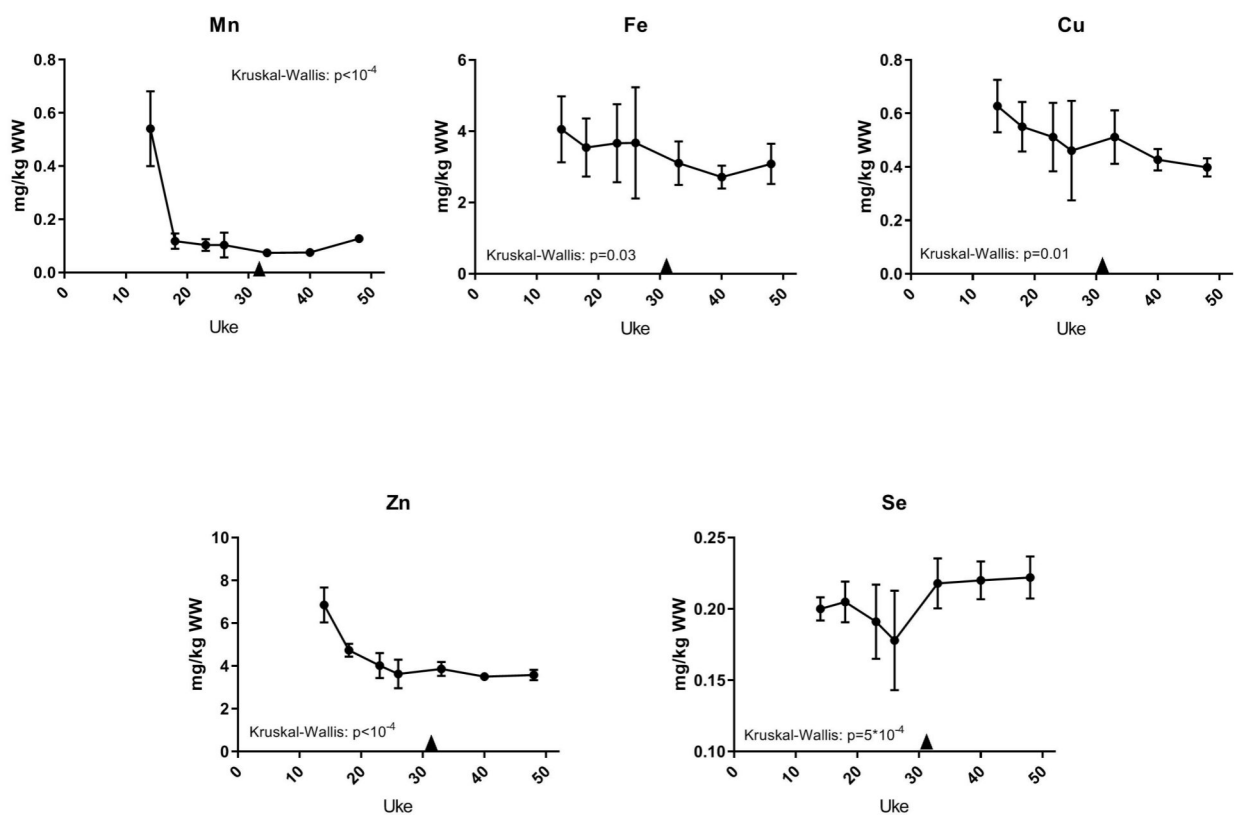 Mn
0.8
0.6
0.4
0.2
0.0
mg/kg WW
Kruskal-Wallis: p<10⁻⁴
0 10 20 30 40 50
Uke
Fe
6
4
2
0
mg/kg WW
Kruskal-Wallis: p=0.03
0 10 20 30 40 50
Uke
Cu
0.8
0.6
0.4
0.2
0.0
mg/kg WW
Kruskal-Wallis: p=0.01
0 10 20 30 40 50
Uke
Zn
10
8
6
4
2
0
mg/kg WW
Kruskal-Wallis: p<10⁻⁴
0 10 20 30 40 50
Uke
Se
0.25
0.20
0.15
0.10
mg/kg WW
Kruskal-Wallis: p=5*10⁻⁴
0 10 20 30 40 50
Uke